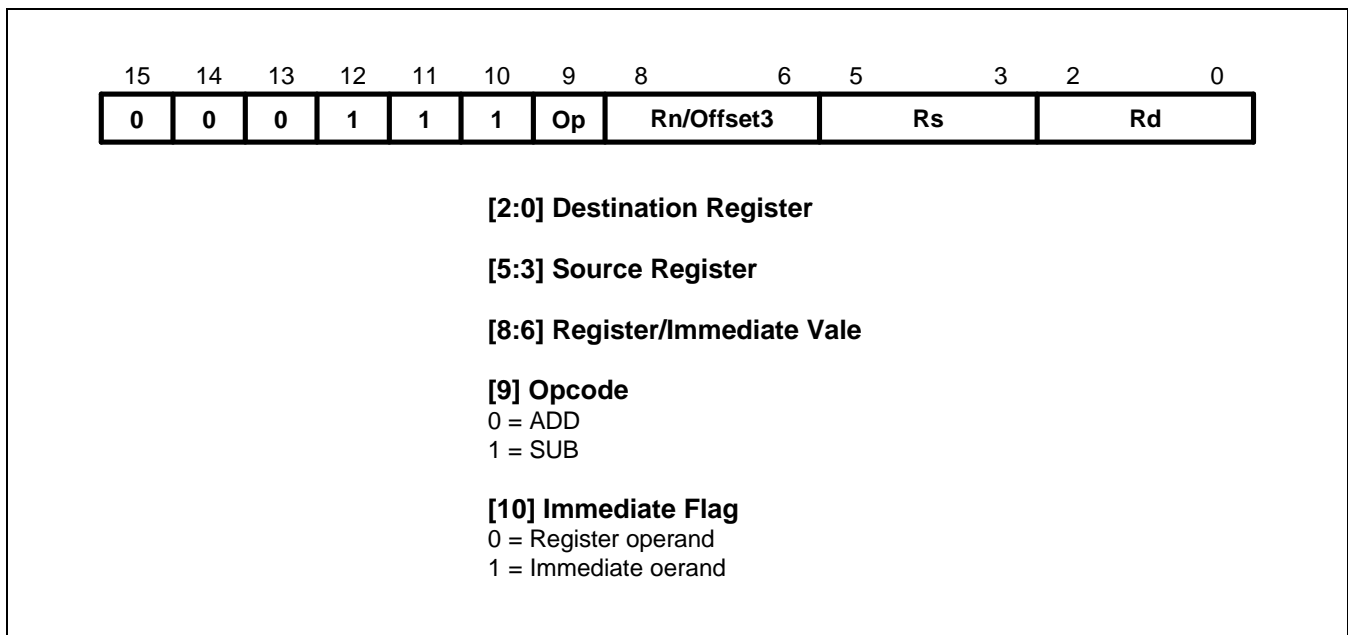 15 14 13 12 11 10 9 8 6 5 3 2 0
0 0 0 1 1 1 Op Rn/Offset3 Rs Rd
[2:0] Destination Register
[5:3] Source Register
[8:6] Register/Immediate Vale
[9] Opcode
0 = ADD
1 = SUB
[10] Immediate Flag
0 = Register operand
1 = Immediate oerand